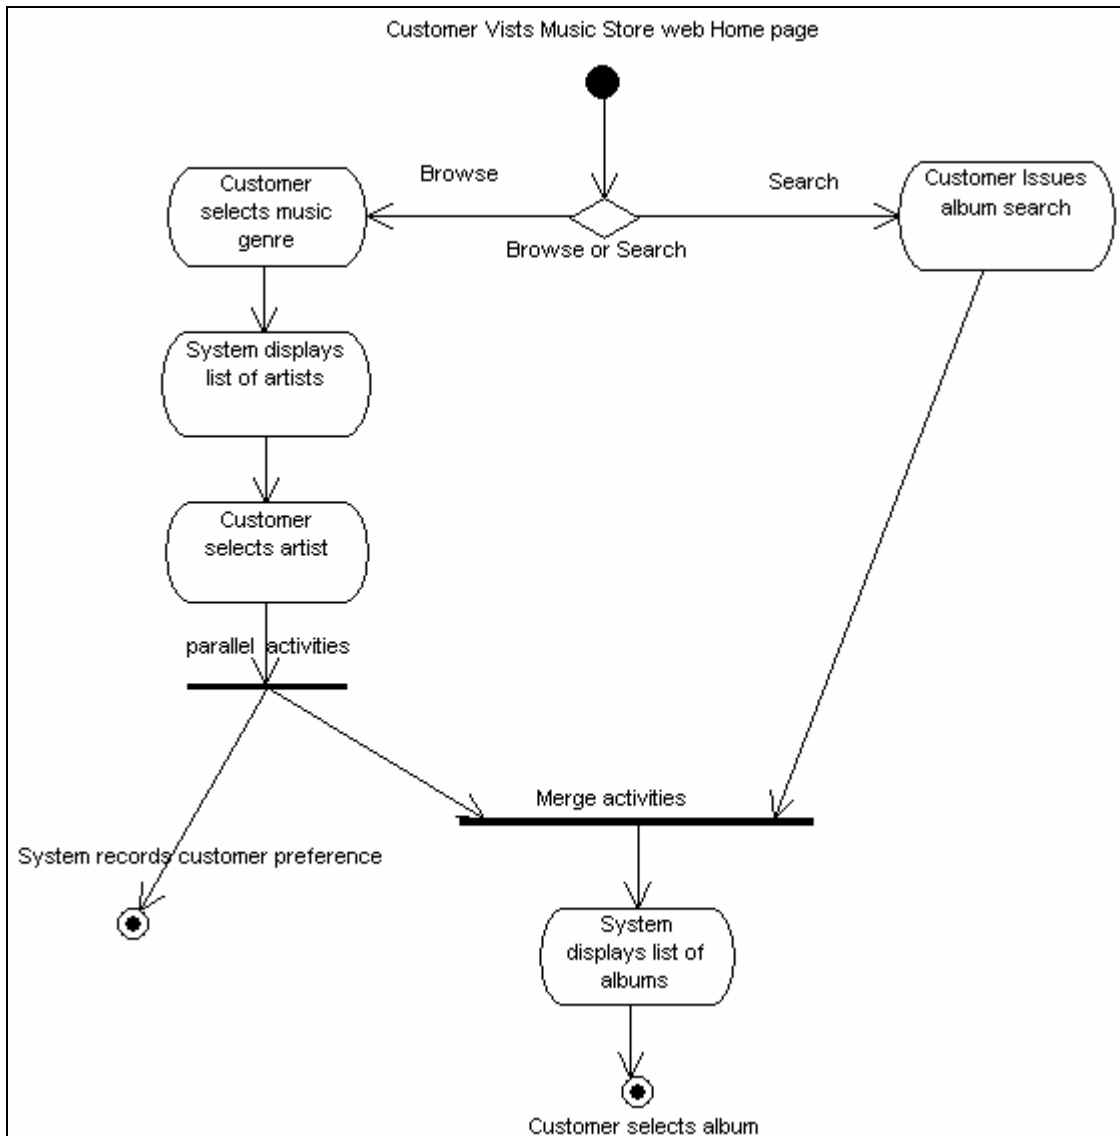 Customer Vists Music Store web Home page
Browse
Search
Customer
selects music
genre
Customer Issues
album search
Browse or Search
System displays
list of artists
Customer
selects artist
parallel activities
Merge activities
System records customer preference
System
displays list of
albums
Customer selects album